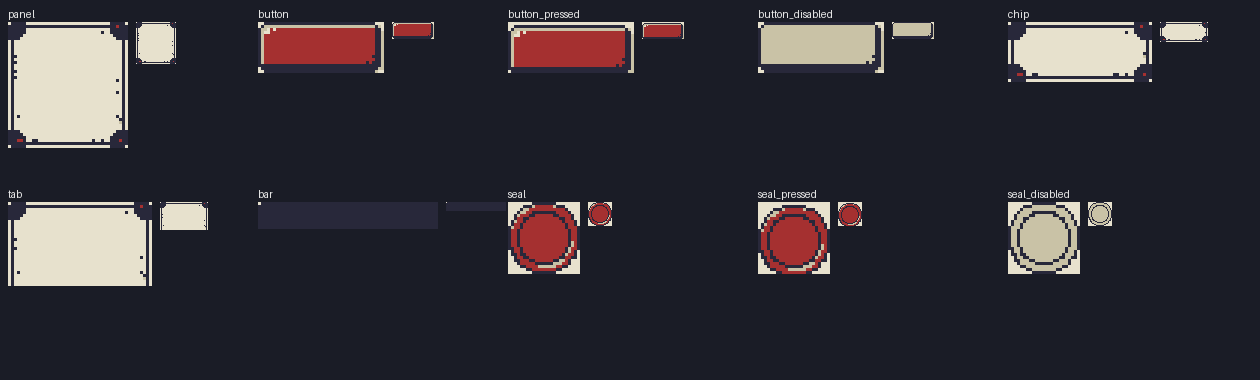 panel
button
button_pressed
button_disabled
chip
tab
bar
seal
seal_pressed
seal_disabled